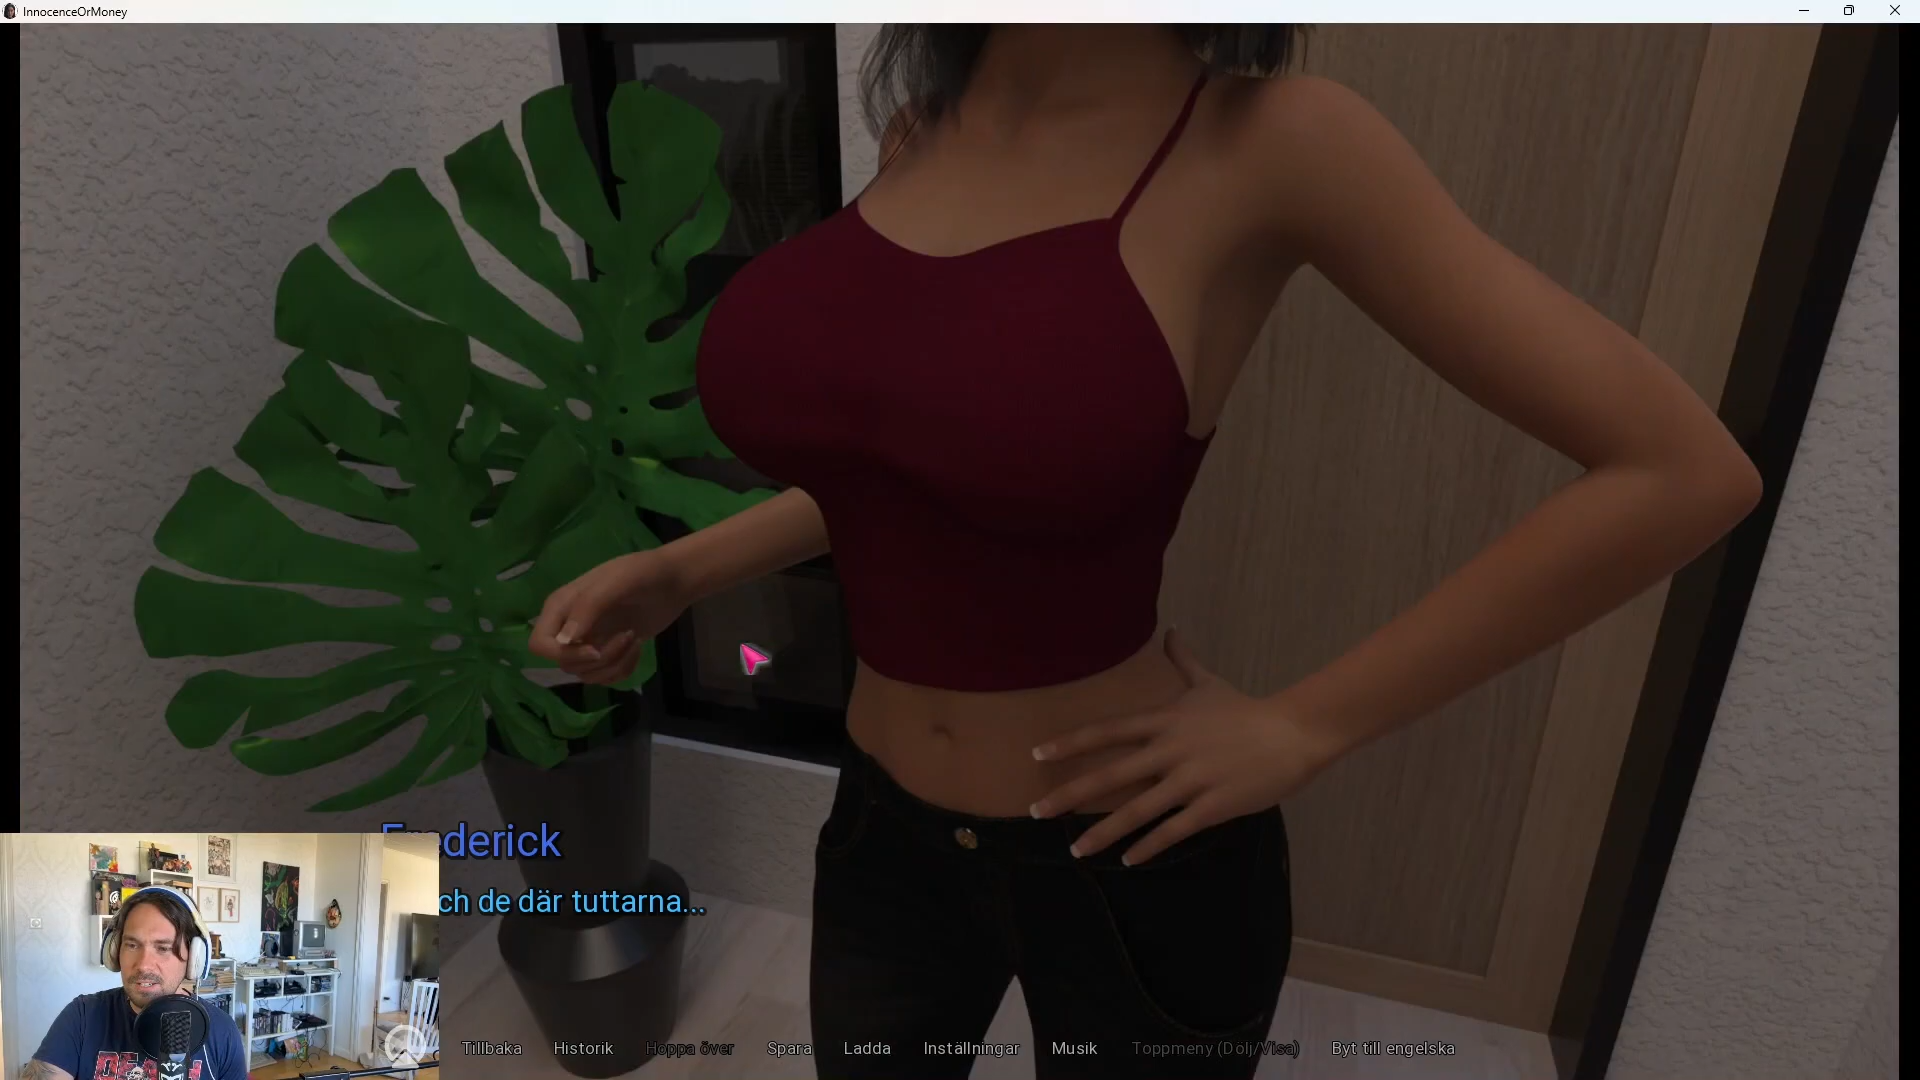 InnocenceOrMoney
Frederick
ch de där tuttarna...
Tillbaka Historik Hoppa över Spara Ladda Inställningar Musik Toppmeny (Dölj/Visa) Byt till engelska